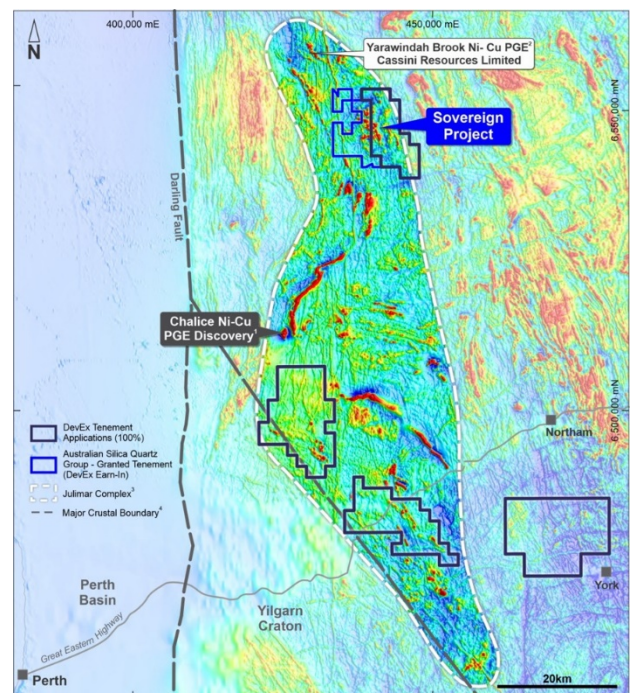 400,000 mE
450,000 mE
N
Yarawindah Brook Ni- Cu PGE²
Cassini Resources Limited
Sovereign
Project
6,550,000 mN
Darling Fault
Chalice Ni-Cu
PGE Discovery¹
6,500,000 mN
Northam
DevEx Tenement
Applications (100%)
Australian Silica Quartz
Group - Granted Tenement
(DevEx Earn-In)
Julimar Complex³
Major Crustal Boundary⁴
York
Perth
Basin
Yilgarn
Craton
Great Eastern Highway
Perth
20km